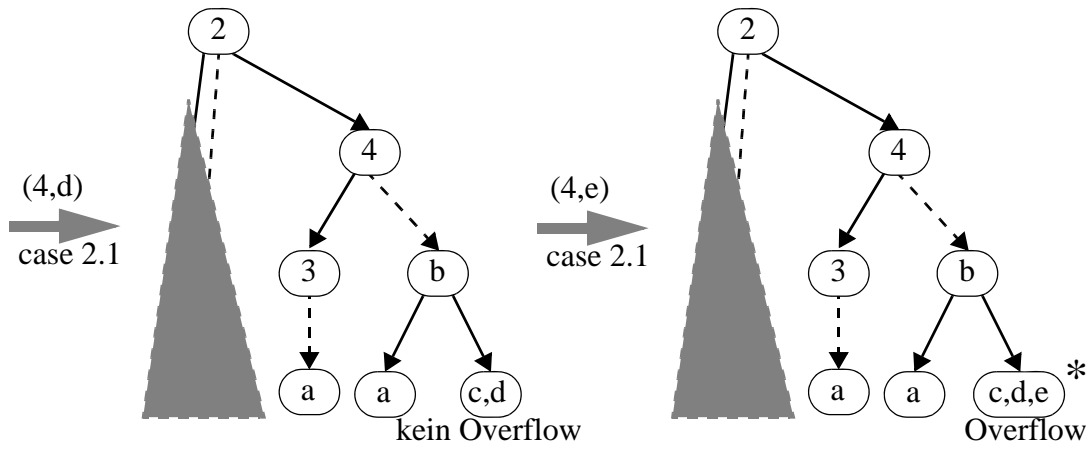 2
4
(4,d)
case 2.1
3
b
a
a
c,d
kein Overflow
2
4
(4,e)
case 2.1
3
b
a
a
c,d,e
*
Overflow